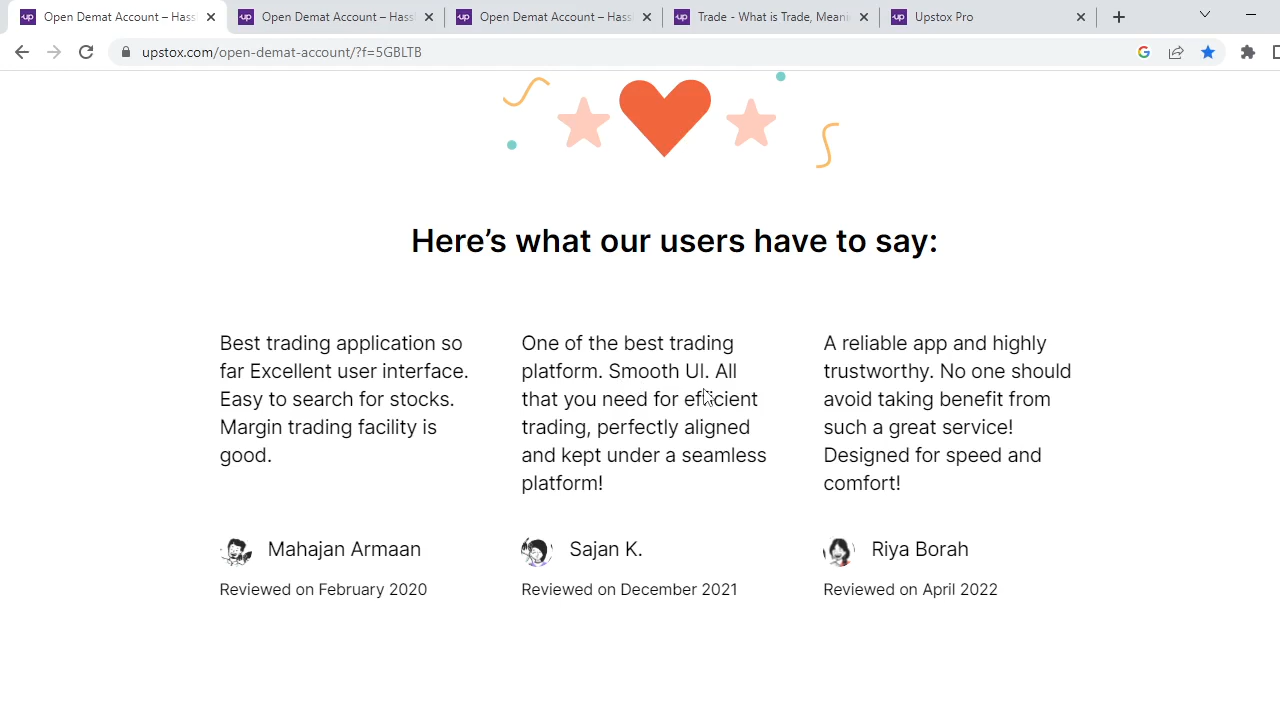 Open Demat Account – Hass
Open Demat Account – Hass
Open Demat Account – Hass
Trade - What is Trade, Meani
Upstox Pro
upstox.com/open-demat-account/?f=5GBLTB
Here's what our users have to say:
Best trading application so
far Excellent user interface.
Easy to search for stocks.
Margin trading facility is
good.
Mahajan Armaan
Reviewed on February 2020
One of the best trading
platform. Smooth UI. All
that you need for efficient
trading, perfectly aligned
and kept under a seamless
platform!
Sajan K.
Reviewed on December 2021
A reliable app and highly
trustworthy. No one should
avoid taking benefit from
such a great service!
Designed for speed and
comfort!
Riya Borah
Reviewed on April 2022